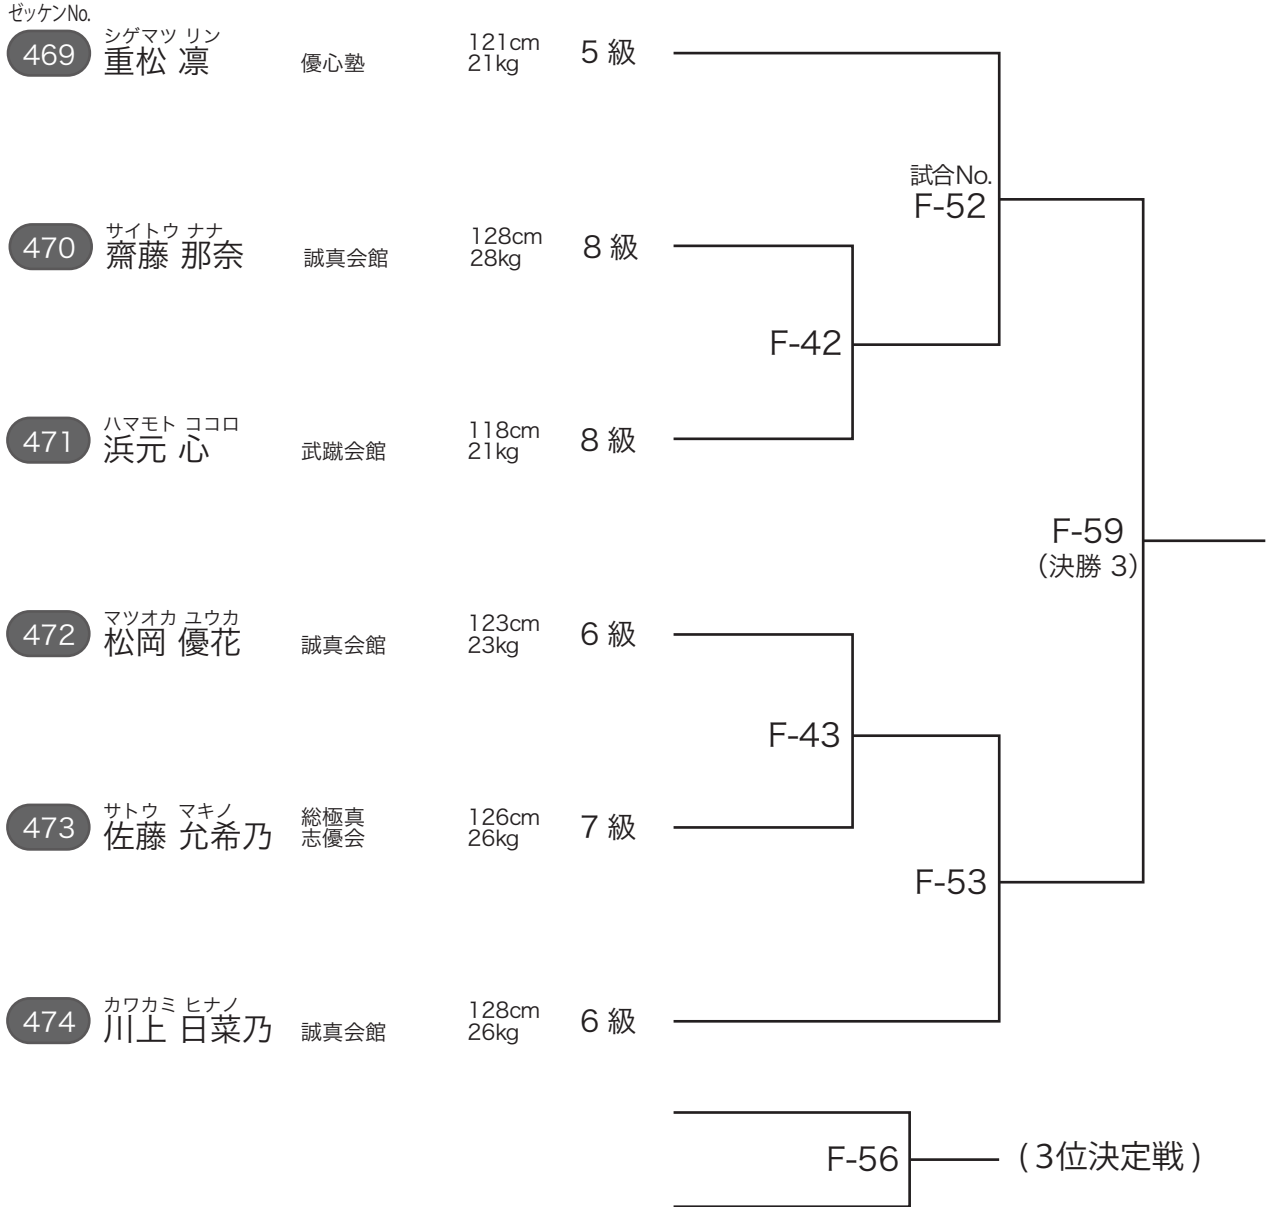 ゼッケンNo.
469
シゲマツ リン
重松 凛
優心塾
121cm
21kg
5 級
試合No.
F-52
470
サイトウ ナナ
齋藤 那奈
誠真会館
128cm
28kg
8 級
F-42
471
ハマモト ココロ
浜元 心
武蹴会館
118cm
21kg
8 級
F-59
(決勝 3)
472
マツオカ ユウカ
松岡 優花
誠真会館
123cm
23kg
6 級
F-43
473
サトウ マキノ
佐藤 允希乃
総極真
志優会
126cm
26kg
7 級
F-53
474
カワカミ ヒナノ
川上 日菜乃
誠真会館
128cm
26kg
6 級
F-56
( 3位決定戦 )